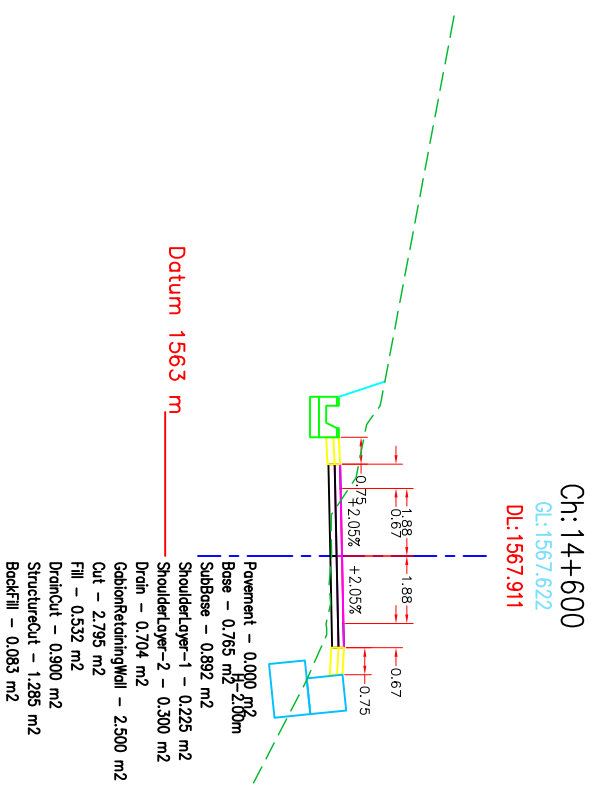 Ch:14+600
GL:1567.622
DL:1567.911
0.75
0.67
1.88
+2.05%
+2.05%
1.88
0.67
0.75
Datum 1563 m
H=2.00m
Pavement - 0.000 m2
Base - 0.765 m2
SubBase - 0.892 m2
ShoulderLayer-1 - 0.225 m2
ShoulderLayer-2 - 0.300 m2
Drain - 0.704 m2
GabionRetainingWall - 2.500 m2
Cut - 2.795 m2
Fill - 0.532 m2
DrainCut - 0.900 m2
StructureCut - 1.285 m2
BackFill - 0.083 m2